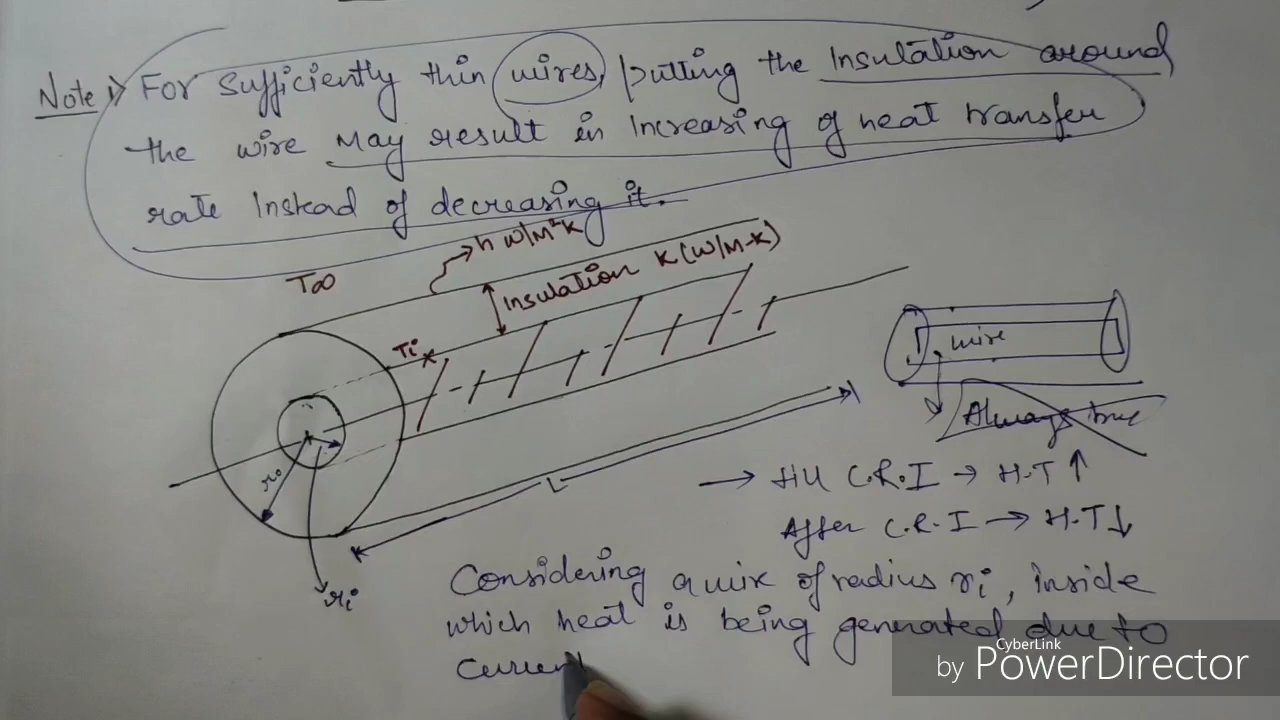 Note 1) For Sufficiently thin wires, putting the Insulation around
the wire may result in Increasing of heat transfer
rate Instead of decreasing it.
h W/m²K
T∞
Insulation K (W/m-K)
Ti
wire
Always true
ro
L
→ till C.R.I → H.T ↑
After C.R.I → H.T ↓
ri
Considering a wire of radius ri, inside
which heat is being generated due to
Curren
CyberLink
by PowerDirector